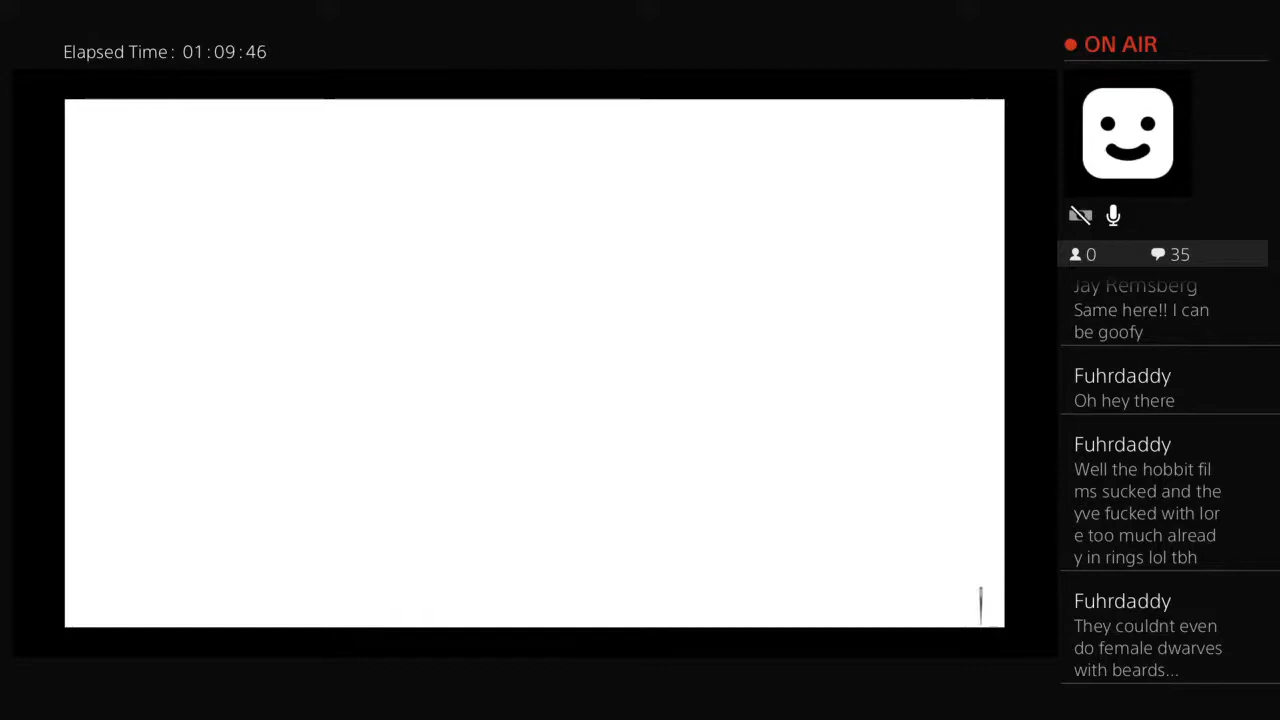 Elapsed Time: 01:09:46
ON AIR
0 35
Jay Remsberg
Same here!! I can
be goofy
Fuhrdaddy
Oh hey there
Fuhrdaddy
Well the hobbit fil
ms sucked and the
yve fucked with lor
e too much alread
y in rings lol tbh
Fuhrdaddy
They couldnt even
do female dwarves
with beards...